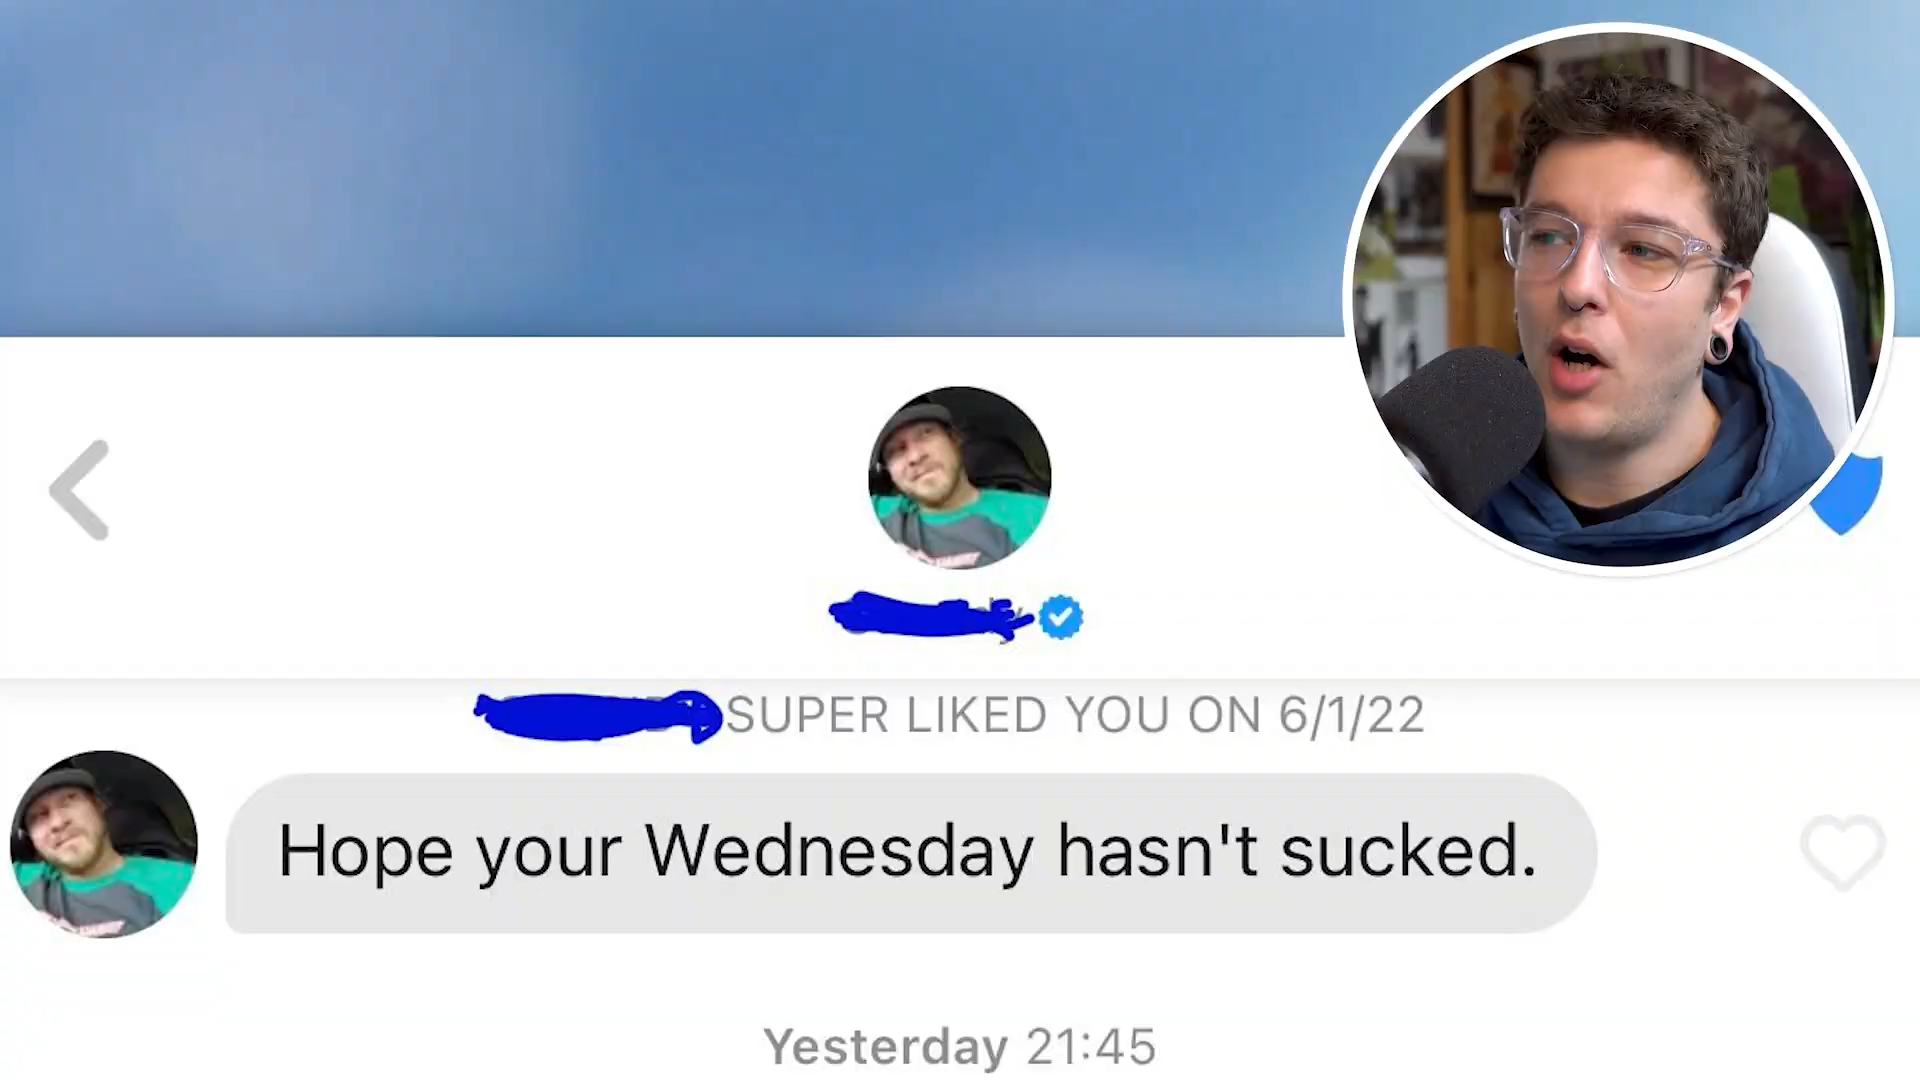 SUPER LIKED YOU ON 6/1/22
Hope your Wednesday hasn't sucked.
Yesterday 21:45